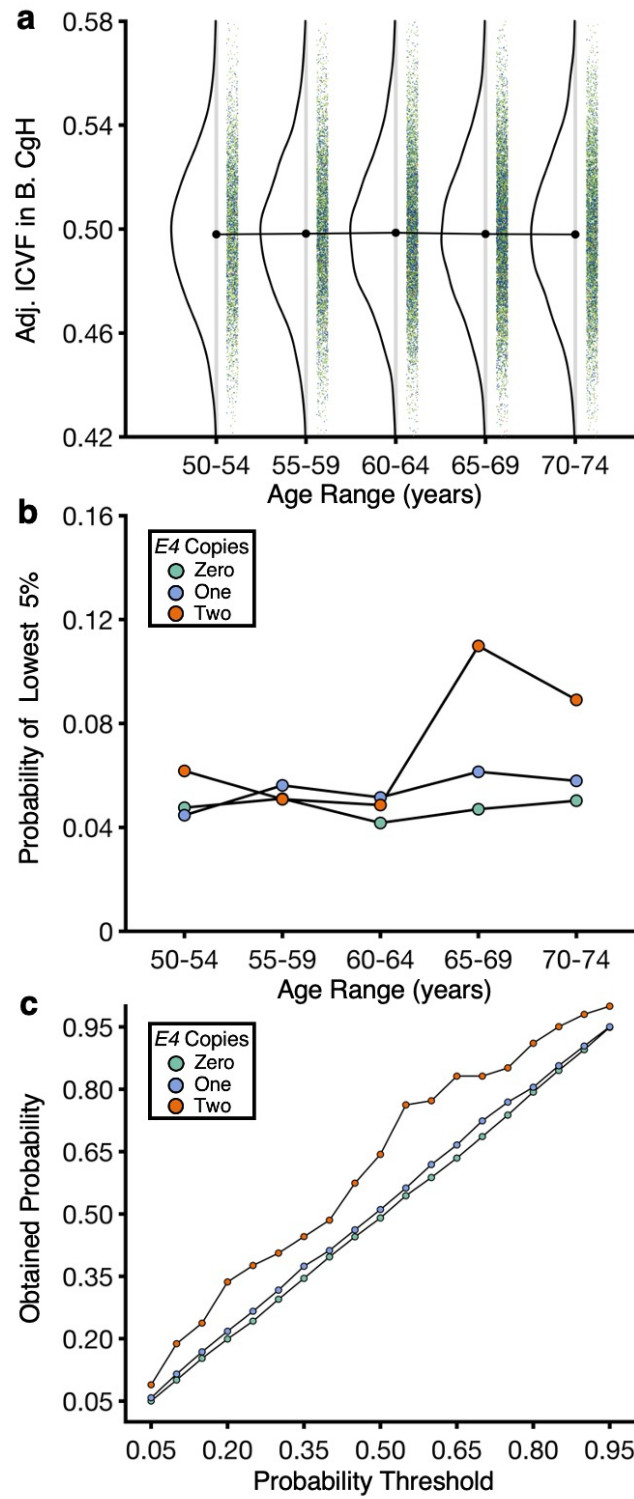 a
0.58
0.54
0.50
0.46
0.42
Adj. ICVF in B. CgH
50-54 55-59 60-64 65-69 70-74
Age Range (years)
b
0.16
0.12
0.08
0.04
0
Probability of Lowest 5%
E4 Copies
Zero
One
Two
50-54 55-59 60-64 65-69 70-74
Age Range (years)
c
0.95
0.80
0.65
0.50
0.35
0.20
0.05
Obtained Probability
E4 Copies
Zero
One
Two
0.05 0.20 0.35 0.50 0.65 0.80 0.95
Probability Threshold